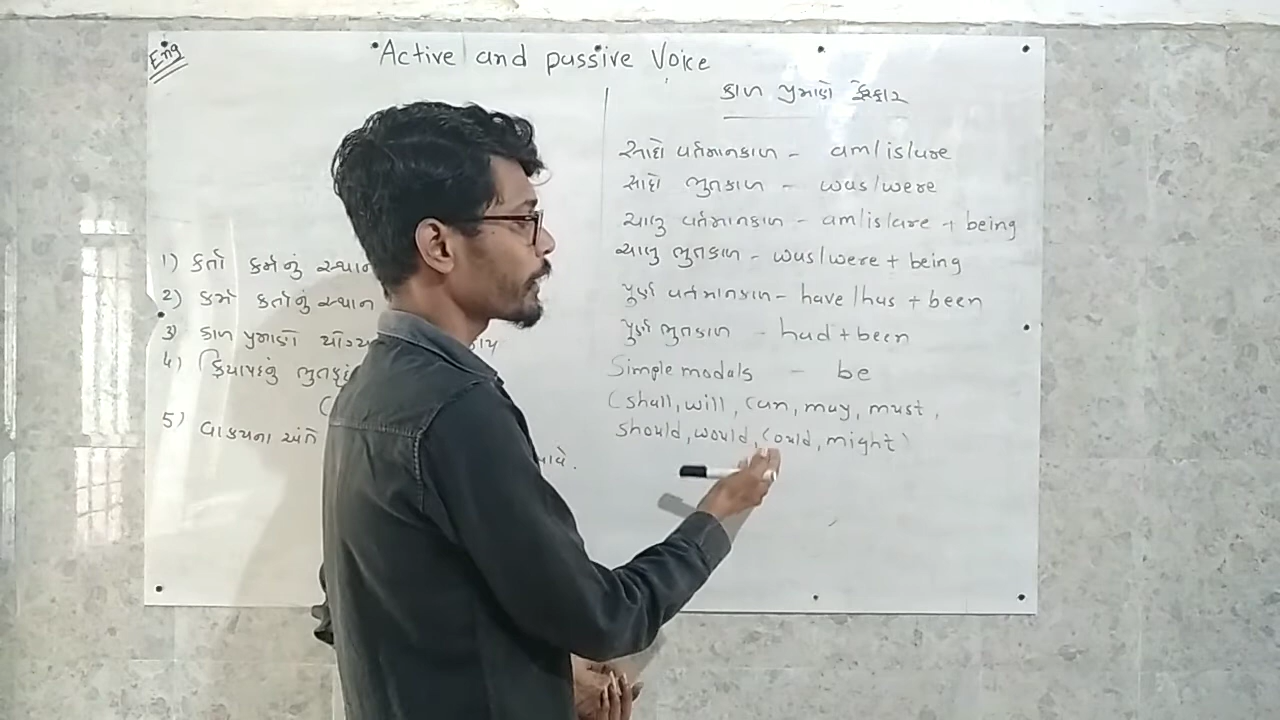 Eng
Active and passive Voice
1) કર્તા કર્મનું સ્થાન
2) કર્મ કર્તાનું સ્થાન
3) કાળ પ્રમાણે યોગ્ય
4) ક્રિયાપદનું
5) વાક્યના અંતે
કાળ પ્રમાણે ફેરફાર
સાદો વર્તમાનકાળ - am/is/are
સાદો ભુતકાળ - was/were
ચાલુ વર્તમાનકાળ - am/is/are + being
ચાલુ ભુતકાળ - was/were + being
પુર્ણ વર્તમાનકાળ - have/has + been
પુર્ણ ભુતકાળ - had + been
Simple modals - be
(shall, will, can, may, must,
should, would, could, might)